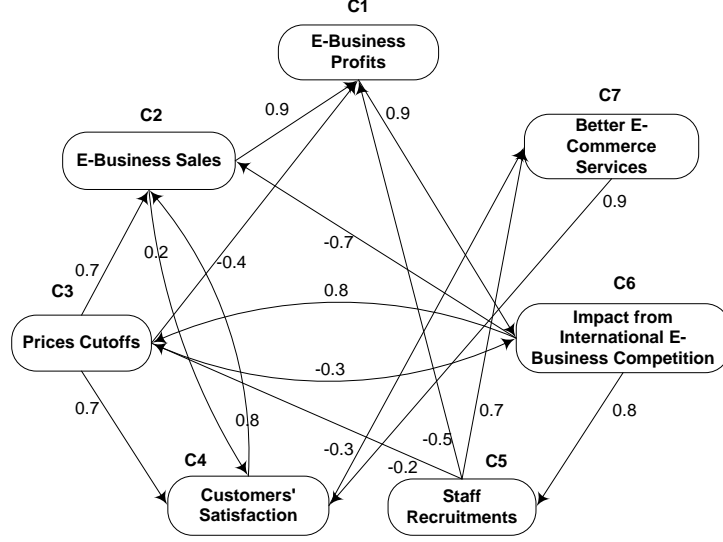 C1
E-Business
Profits
C2
0.9
0.9
C7
E-Business Sales
Better E-
Commerce
Services
0.9
0.7
0.2
-0.4
-0.7
C3
C6
Prices Cutoffs
0.8
Impact from
International E-
Business Competition
-0.3
0.7
0.8
0.7
0.8
-0.3
-0.5
-0.2
C4
C5
Customers'
Satisfaction
Staff
Recruitments